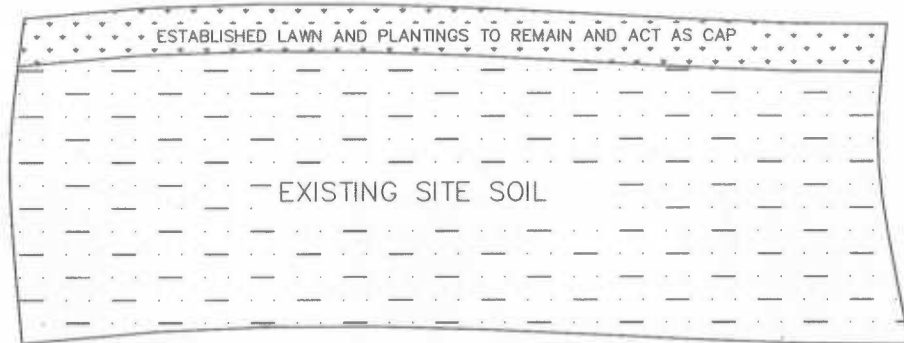 ESTABLISHED LAWN AND PLANTINGS TO REMAIN AND ACT AS CAP
EXISTING SITE SOIL